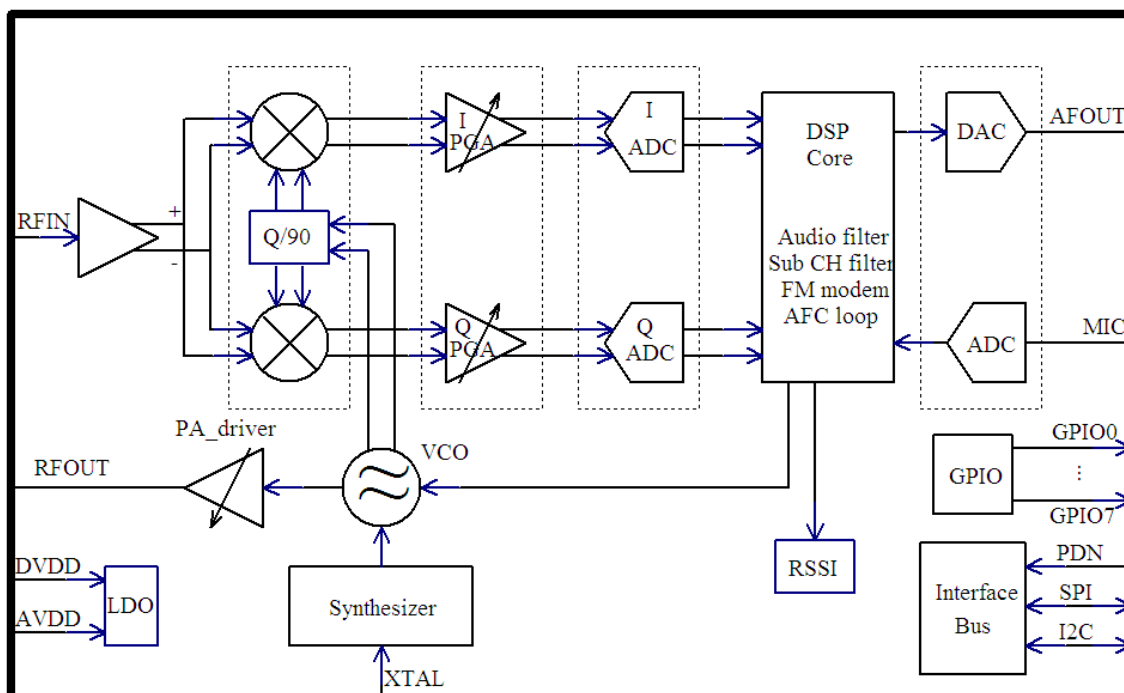 I
PGA
I
ADC
DSP
Core
DAC
AFOUT
RFIN
+
-
Q/90
Audio filter
Sub CH filter
FM modem
AFC loop
Q
PGA
Q
ADC
ADC
MIC
PA_driver
VCO
RFOUT
GPIO
GPIO0
⋮
GPIO7
DVDD
AVDD
LDO
Synthesizer
XTAL
RSSI
Interface
Bus
PDN
SPI
I2C